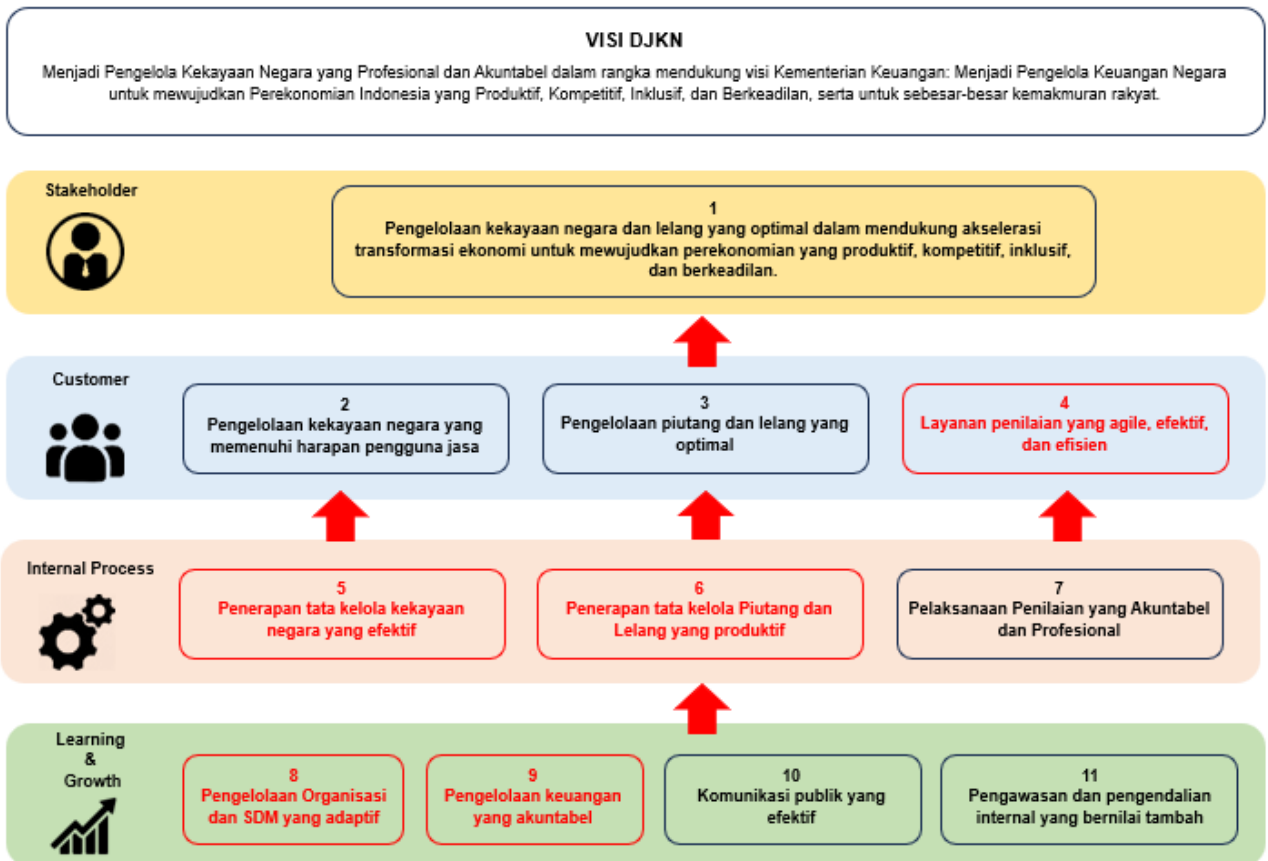 VISI DJKN
Menjadi Pengelola Kekayaan Negara yang Profesional dan Akuntabel dalam rangka mendukung visi Kementerian Keuangan: Menjadi Pengelola Keuangan Negara
untuk mewujudkan Perekonomian Indonesia yang Produktif, Kompetitif, Inklusif, dan Berkeadilan, serta untuk sebesar-besar kemakmuran rakyat.
Stakeholder
1
Pengelolaan kekayaan negara dan lelang yang optimal dalam mendukung akselerasi
transformasi ekonomi untuk mewujudkan perekonomian yang produktif, kompetitif, inklusif,
dan berkeadilan.
Customer
2
Pengelolaan kekayaan negara yang
memenuhi harapan pengguna jasa
3
Pengelolaan piutang dan lelang yang
optimal
4
Layanan penilaian yang agile, efektif,
dan efisien
Internal Process
5
Penerapan tata kelola kekayaan
negara yang efektif
6
Penerapan tata kelola Piutang dan
Lelang yang produktif
7
Pelaksanaan Penilaian yang Akuntabel
dan Profesional
Learning
&
Growth
8
Pengelolaan Organisasi
dan SDM yang adaptif
9
Pengelolaan keuangan
yang akuntabel
10
Komunikasi publik yang
efektif
11
Pengawasan dan pengendalian
internal yang bernilai tambah